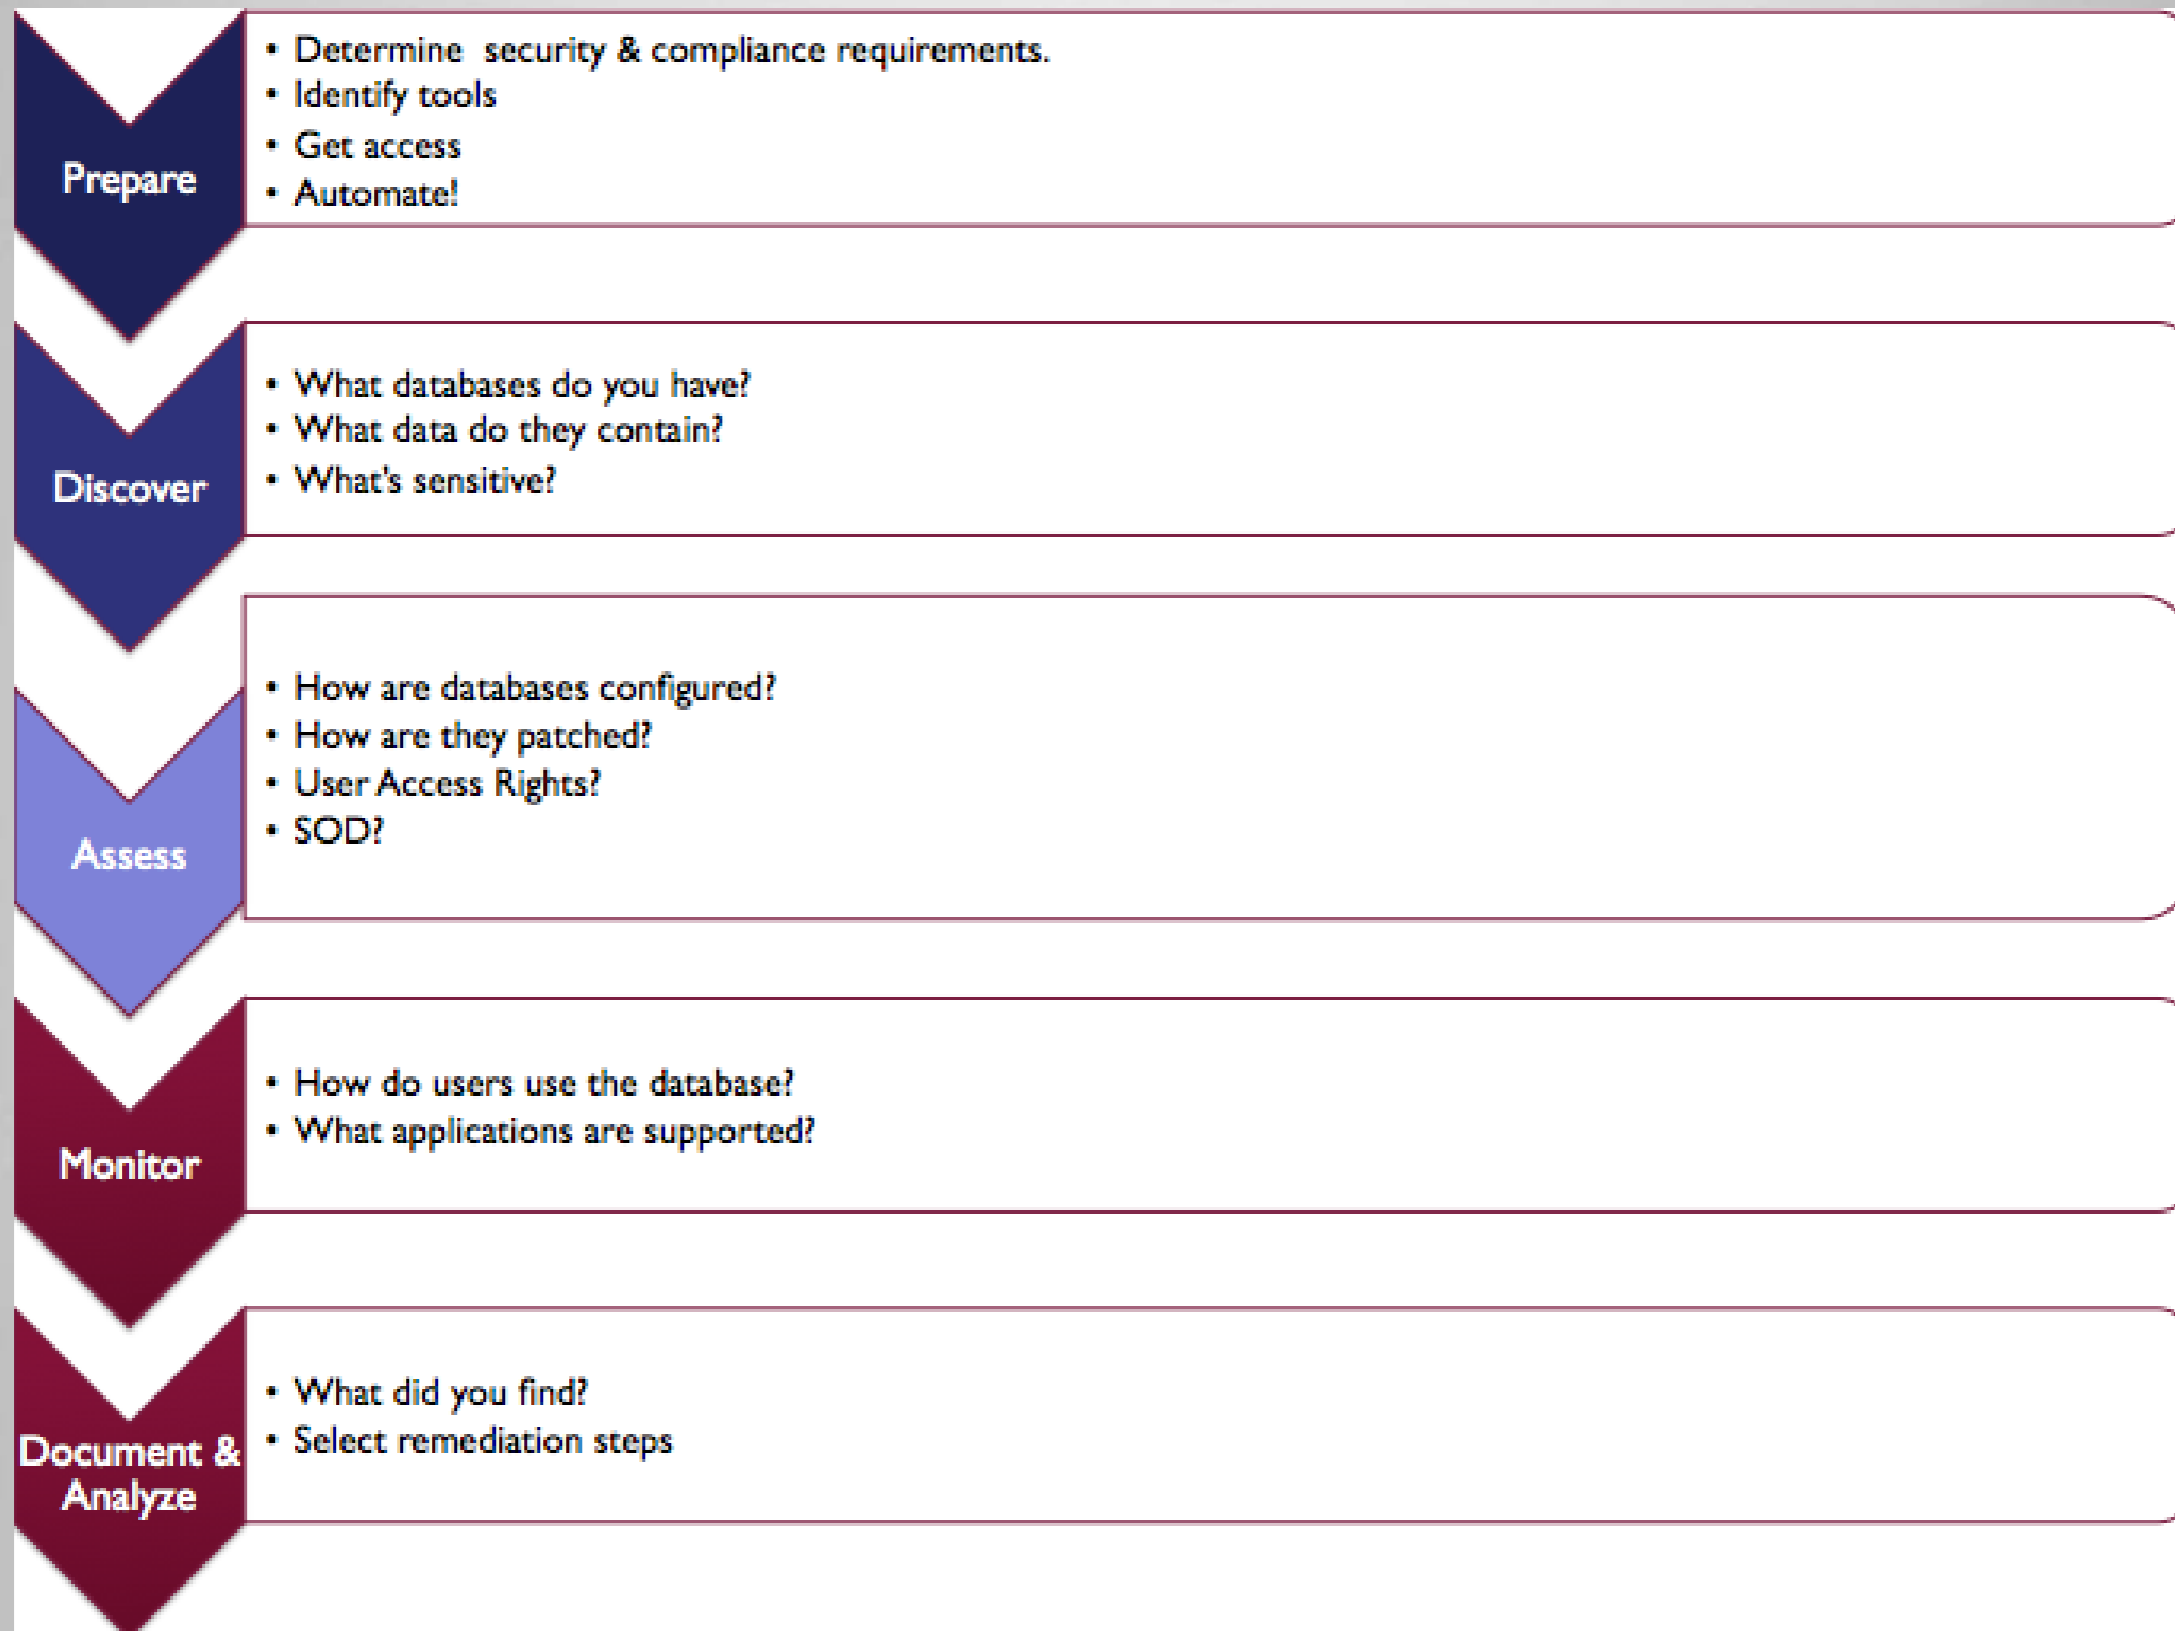 Prepare
• Determine  security & compliance requirements.
• Identify tools
• Get access
• Automate!
Discover
• What databases do you have?
• What data do they contain?
• What's sensitive?
Assess
• How are databases configured?
• How are they patched?
• User Access Rights?
• SOD?
Monitor
• How do users use the database?
• What applications are supported?
Document &
Analyze
• What did you find?
• Select remediation steps